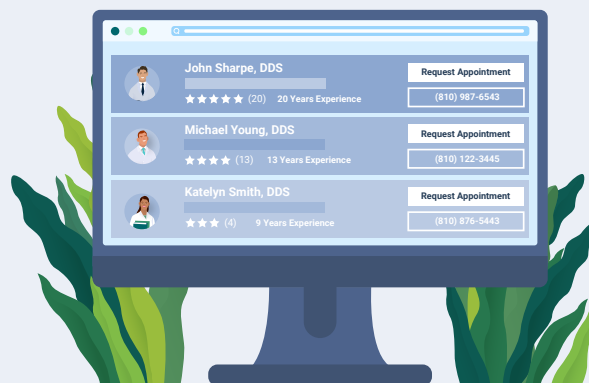 John Sharpe, DDS
(20) 20 Years Experience
Request Appointment
(810) 987-6543
Michael Young, DDS
(13) 13 Years Experience
Request Appointment
(810) 122-3445
Katelyn Smith, DDS
(4) 9 Years Experience
Request Appointment
(810) 876-5443